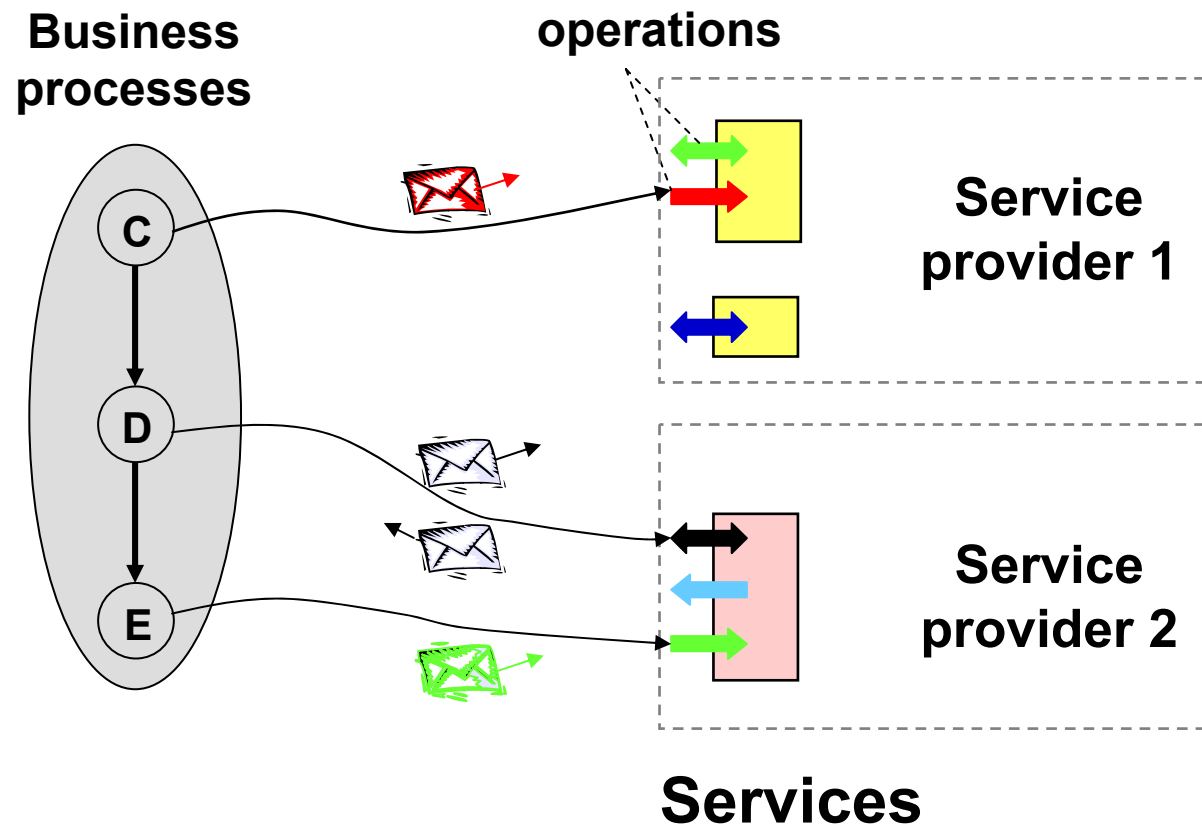 Business
processes
operations
C
Service
provider 1
D
E
Service
provider 2
Services